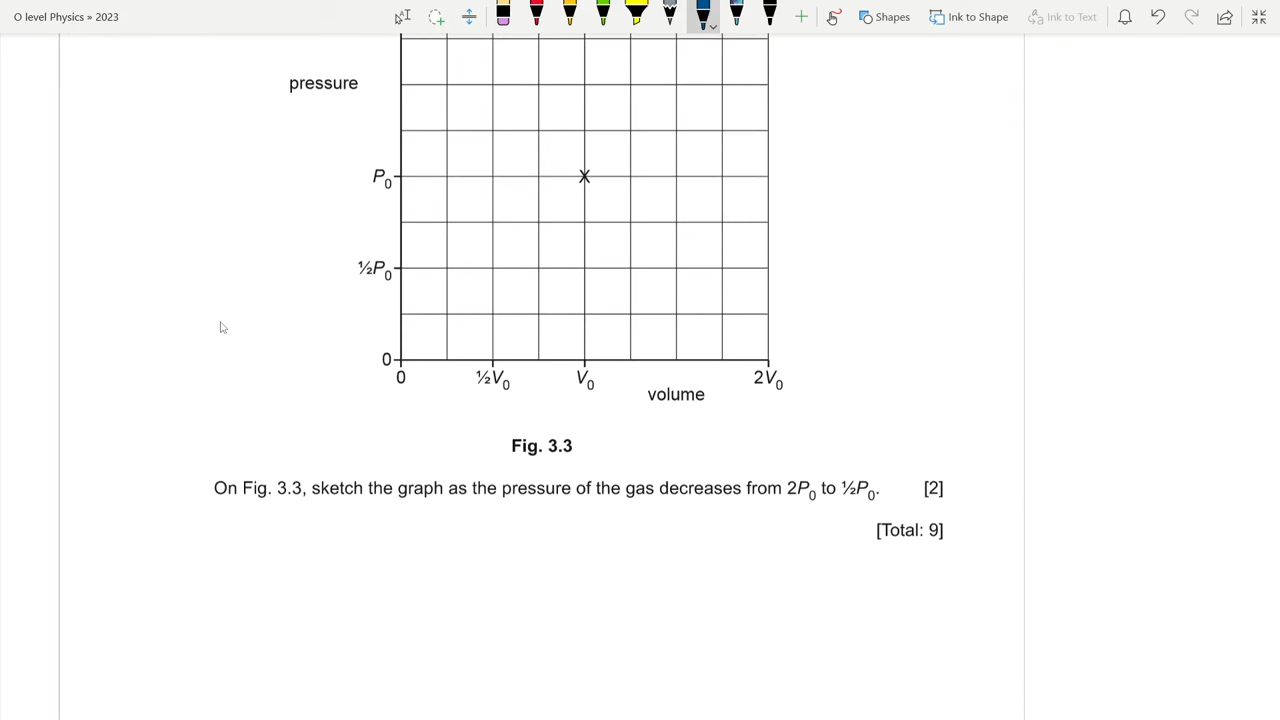 O level Physics » 2023
Shapes
Ink to Shape
Ink to Text
pressure
P0
X
½P0
0
0
½V0
V0
2V0
volume
Fig. 3.3
On Fig. 3.3, sketch the graph as the pressure of the gas decreases from 2P0 to ½P0. [2]
[Total: 9]